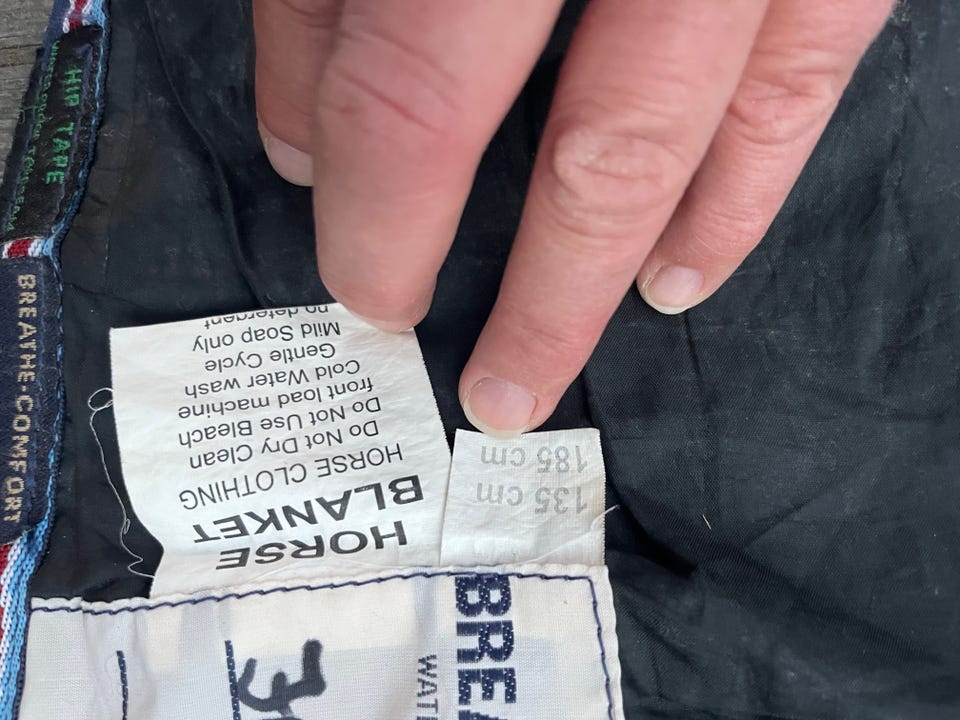 HIP TAPE
BREATHE-COMFORT
HORSE
BLANKET
HORSE CLOTHING
Do Not Dry Clean
Do Not Use Bleach
front load machine
Cold Water wash
Gentle Cycle
Mild Soap only
no detergent
135 cm
185 cm
BRE
WAT